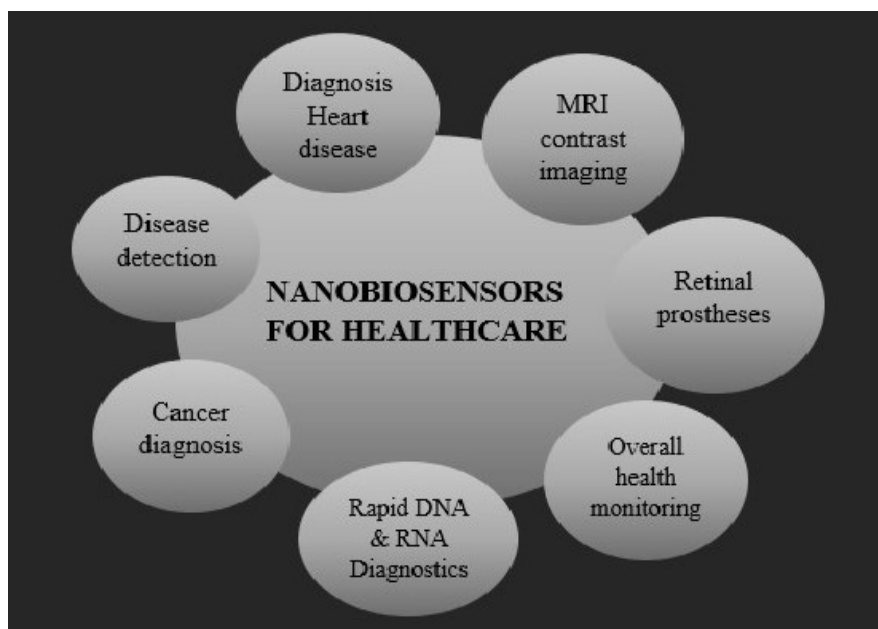 Diagnosis
Heart
disease
MRI
contrast
imaging
Disease
detection
NANOBIOSENSORS
FOR HEALTHCARE
Retinal
prostheses
Cancer
diagnosis
Overall
health
monitoring
Rapid DNA
& RNA
Diagnostics